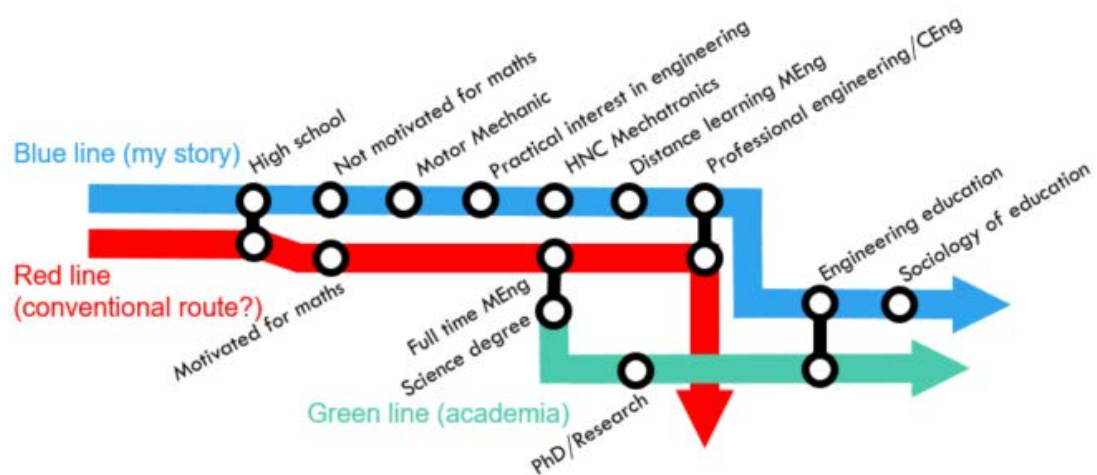 High school
Not motivated for maths
Motor Mechanic
Practical interest in engineering
HNC Mechatronics
Distance learning MEng
Professional engineering/CEng
Blue line (my story)
Engineering education
Sociology of education
Red line
(conventional route?)
Motivated for maths
Full time MEng
Science degree
Green line (academia)
PhD/Research